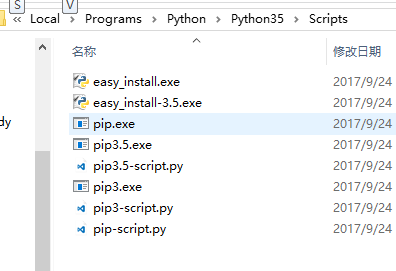 S V
« Local › Programs › Python › Python35 › Scripts
名称 修改日期
easy_install.exe 2017/9/24
easy_install-3.5.exe 2017/9/24
dy pip.exe 2017/9/24
pip3.5.exe 2017/9/24
pip3.5-script.py 2017/9/24
pip3.exe 2017/9/24
pip3-script.py 2017/9/24
pip-script.py 2017/9/24